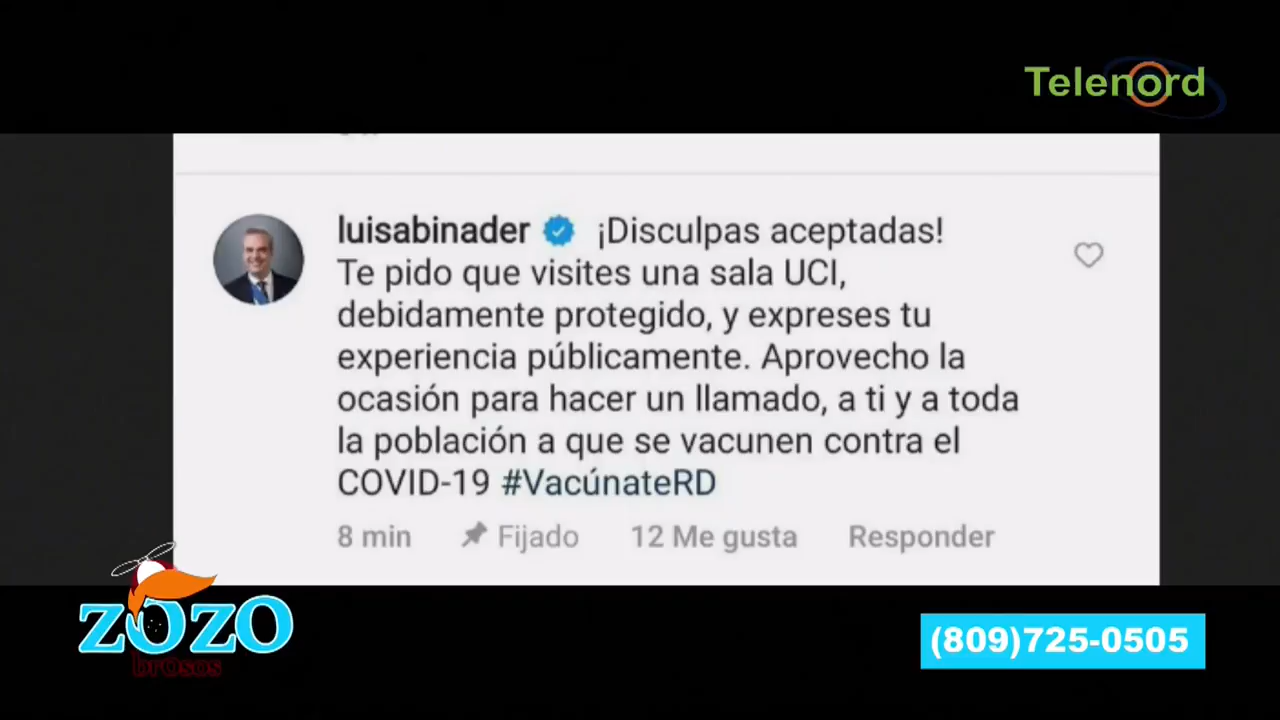 Telenord
luisabinader ¡Disculpas aceptadas!
Te pido que visites una sala UCI,
debidamente protegido, y expreses tu
experiencia públicamente. Aprovecho la
ocasión para hacer un llamado, a ti y a toda
la población a que se vacunen contra el
COVID-19 #VacúnateRD
8 min Fijado 12 Me gusta Responder
zozo
brosos
(809)725-0505